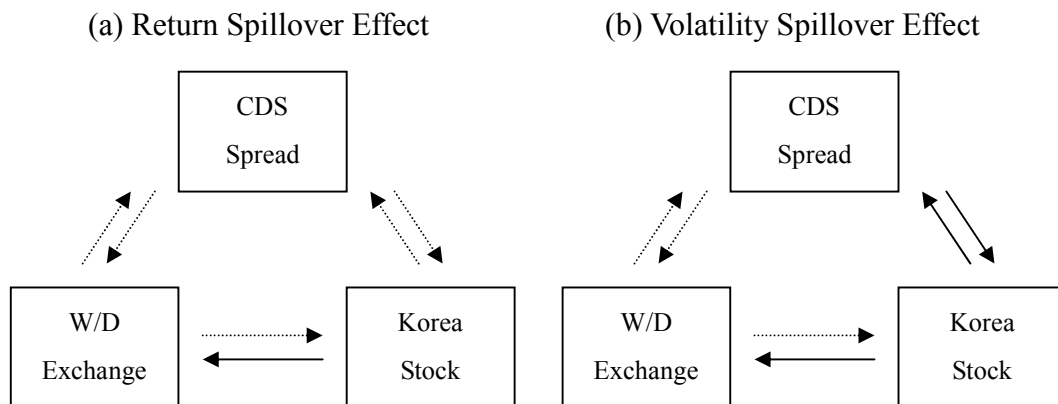 (a) Return Spillover Effect
CDS
Spread
W/D
Exchange
Korea
Stock
(b) Volatility Spillover Effect
CDS
Spread
W/D
Exchange
Korea
Stock